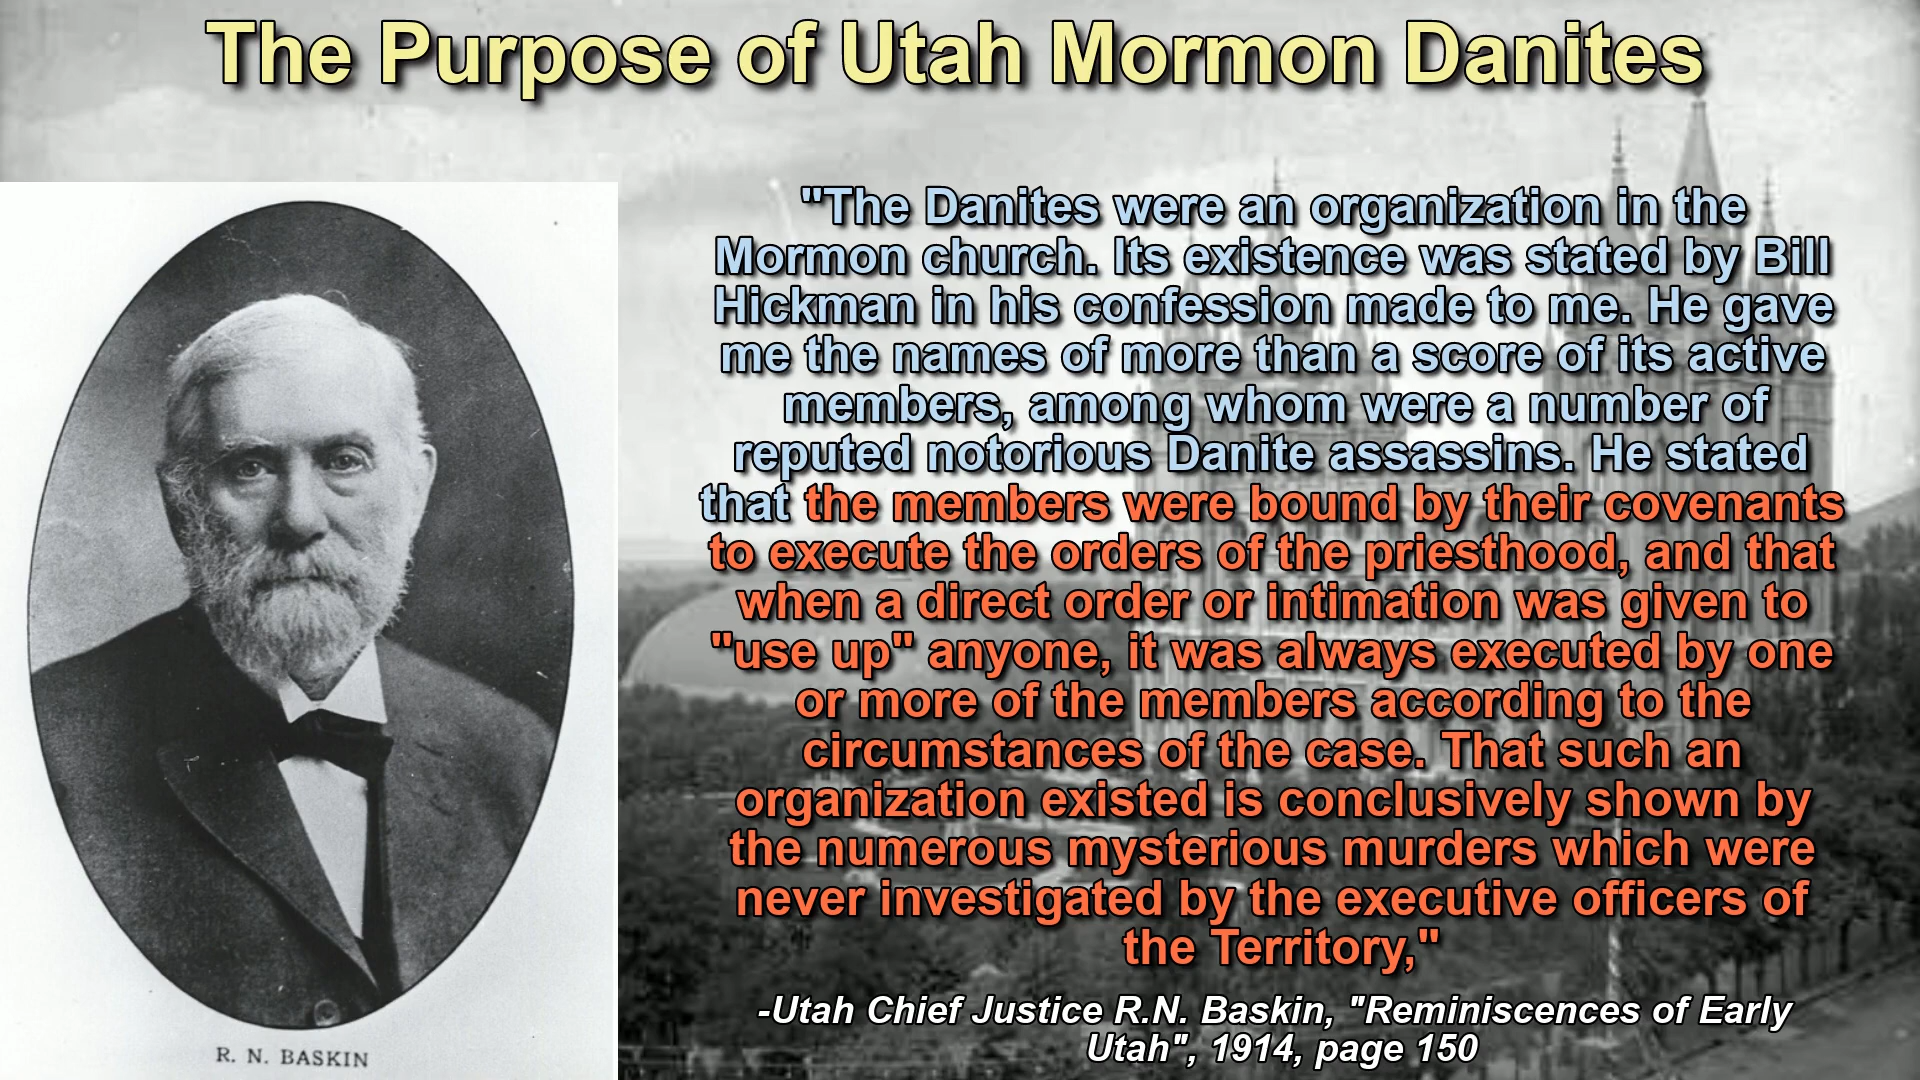 The Purpose of Utah Mormon Danites
"The Danites were an organization in the
Mormon church. Its existence was stated by Bill
Hickman in his confession made to me. He gave
me the names of more than a score of its active
members, among whom were a number of
reputed notorious Danite assassins. He stated
that the members were bound by their covenants
to execute the orders of the priesthood, and that
when a direct order or intimation was given to
"use up" anyone, it was always executed by one
or more of the members according to the
circumstances of the case. That such an
organization existed is conclusively shown by
the numerous mysterious murders which were
never investigated by the executive officers of
the Territory,"
-Utah Chief Justice R.N. Baskin, "Reminiscences of Early
Utah", 1914, page 150
R. N. BASKIN